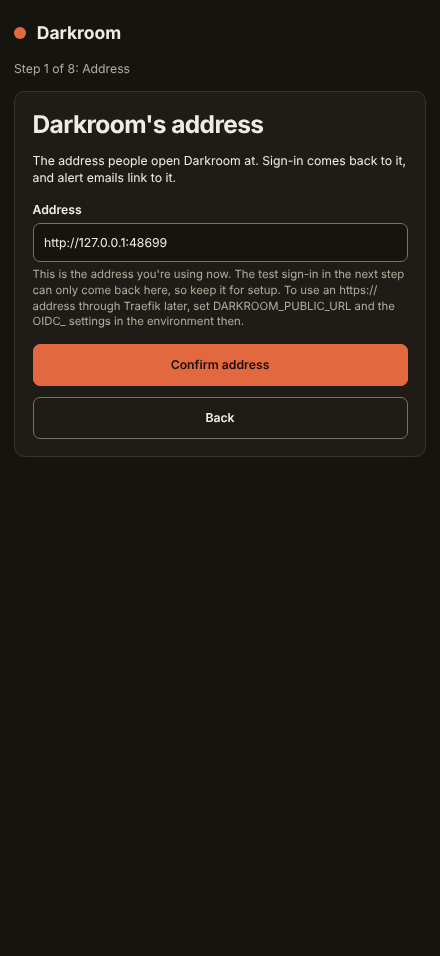 Darkroom
Step 1 of 8: Address
Darkroom's address
The address people open Darkroom at. Sign-in comes back to it,
and alert emails link to it.
Address
http://127.0.0.1:48699
This is the address you're using now. The test sign-in in the next step
can only come back here, so keep it for setup. To use an https://
address through Traefik later, set DARKROOM_PUBLIC_URL and the
OIDC_ settings in the environment then.
Confirm address
Back